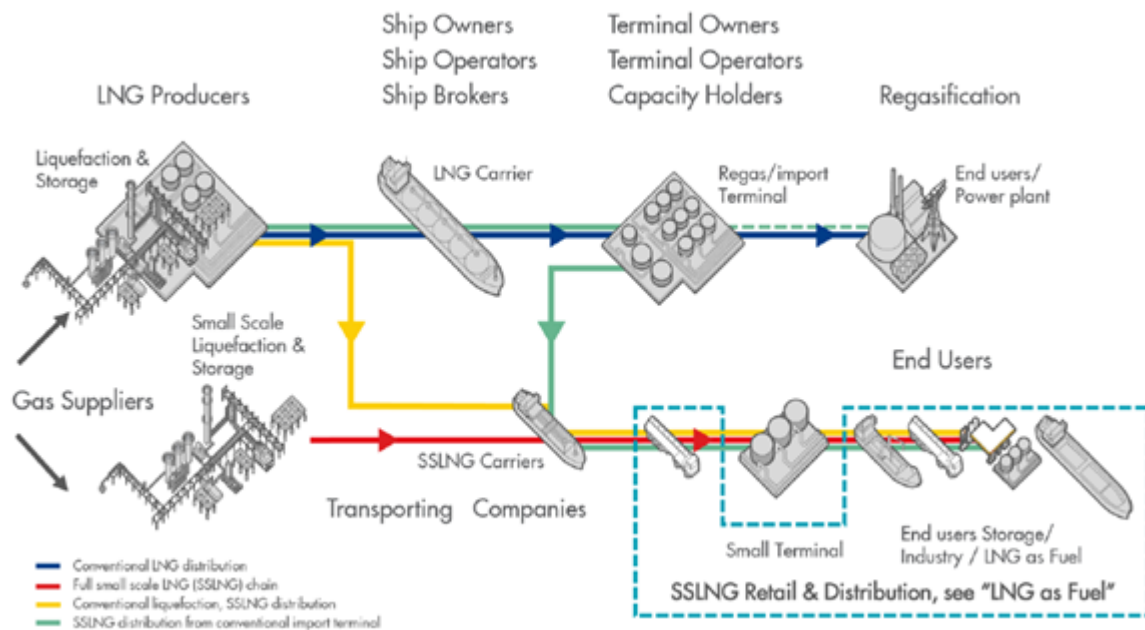 Ship Owners
Ship Operators
Ship Brokers
Terminal Owners
Terminal Operators
Capacity Holders
LNG Producers
Regasification
Liquefaction &
Storage
LNG Carrier
Regas/import
Terminal
End users/
Power plant
Small Scale
Liquefaction &
Storage
Gas Suppliers
End Users
SSLNG Carriers
Transporting Companies
Small Terminal
End users Storage/
Industry / LNG as Fuel
SSLNG Retail & Distribution, see "LNG as Fuel"
Conventional LNG distribution
Full small scale LNG (SSLNG) chain
Conventional liquefaction, SSLNG distribution
SSLNG distribution from conventional import terminal